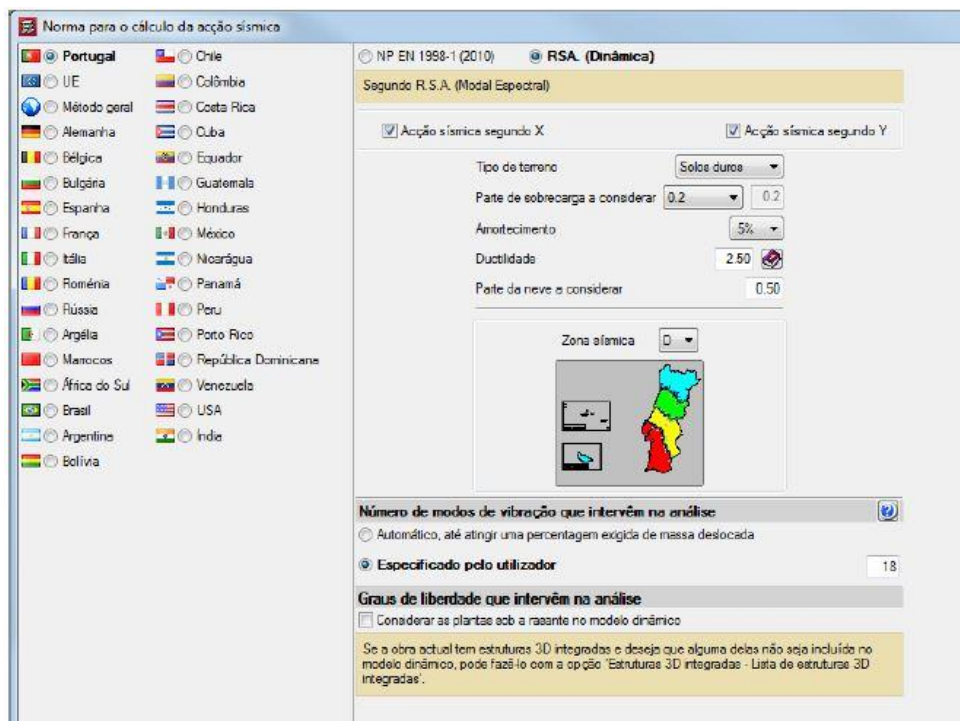 Norma para o cálculo da acção sísmica
Portugal
UE
Método geral
Alemanha
Bélgica
Bulgária
Espanha
França
Itália
Roménia
Rússia
Argélia
Marrocos
África do Sul
Brasil
Argentina
Bolívia
Chile
Colômbia
Costa Rica
Cuba
Equador
Guatemala
Honduras
México
Nicarágua
Panamá
Peru
Porto Rico
República Dominicana
Venezuela
USA
Índia
NP EN 1998-1 (2010) RSA. (Dinâmica)
Segundo R.S.A. (Modal Espectral)
Acção sísmica segundo X Acção sísmica segundo Y
Tipo de terreno Solos duros
Parte de sobrecarga a considerar 0.2 0.2
Amortecimento 5%
Ductilidade 2.50
Parte da neve a considerar 0.50
Zona sísmica D
Número de modos de vibração que intervêm na análise
Automático, até atingir uma percentagem exigida de massa deslocada
Especificado pelo utilizador 18
Graus de liberdade que intervêm na análise
Considerar as plantas sob a rasante no modelo dinâmico
Se a obra actual tem estruturas 3D integradas e deseja que alguma delas não seja incluída no
modelo dinâmico, pode fazê-lo com a opção 'Estruturas 3D integradas - Lista de estruturas 3D
integradas'.